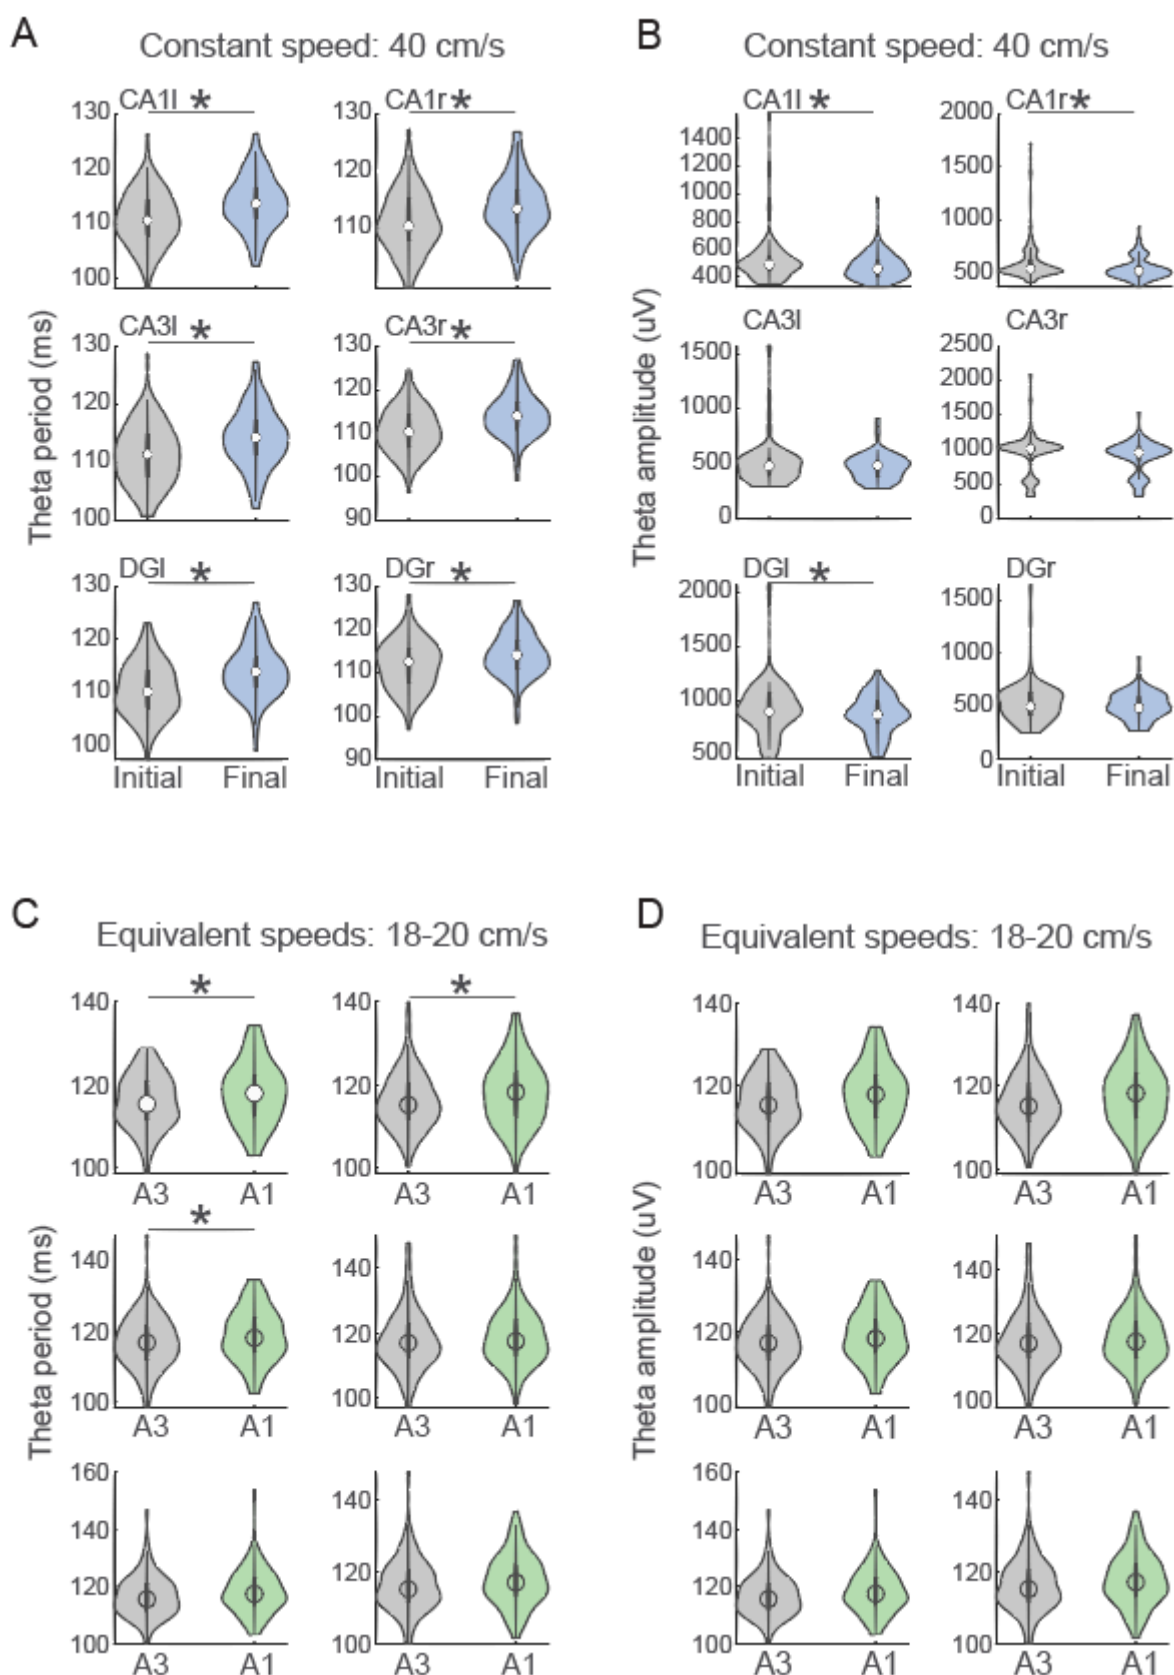 A
Constant speed: 40 cm/s
CA1l *
130
120
110
100
CA1r *
130
120
110
CA3l *
130
120
110
100
CA3r *
130
120
110
100
90
DGl *
130
120
110
100
DGr *
130
120
110
100
90
Theta period (ms)
Initial Final
Initial Final
B
Constant speed: 40 cm/s
CA1l *
1400
1200
1000
800
600
400
CA1r *
2000
1500
1000
500
CA3l
1500
1000
500
0
CA3r
2500
2000
1500
1000
500
0
DGl *
2000
1000
500
DGr
1500
1000
500
0
Theta amplitude (uV)
Initial Final
Initial Final
C
Equivalent speeds: 18-20 cm/s
*
140
120
100
A3 A1
*
140
120
100
A3 A1
*
140
120
100
A3 A1
140
120
100
A3 A1
160
140
120
100
A3 A1
140
120
100
A3 A1
Theta period (ms)
D
Equivalent speeds: 18-20 cm/s
140
120
100
A3 A1
140
120
100
A3 A1
140
120
100
A3 A1
140
120
100
A3 A1
160
140
120
100
A3 A1
140
120
100
A3 A1
Theta amplitude (uV)